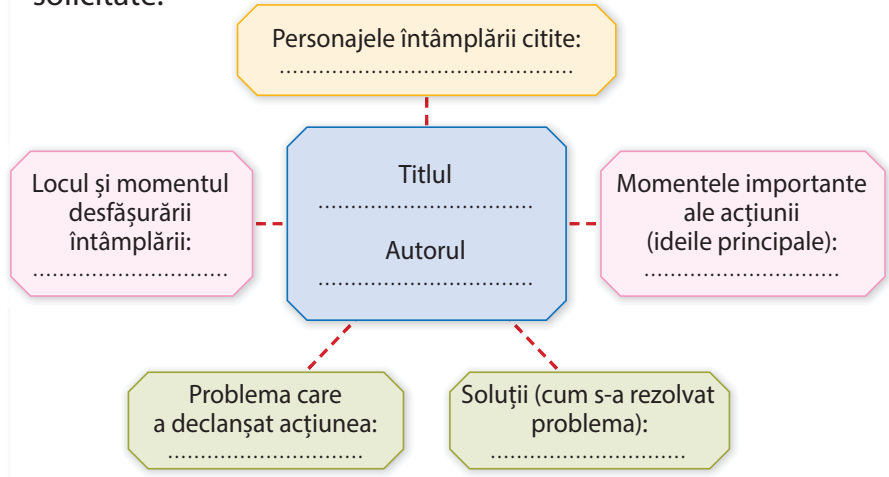 solicitate.
Personajele întâmplării citite:
..........................................
Locul și momentul
desfășurării
întâmplării:
............................
Titlul
...............................
Autorul
...............................
Momentele importante
ale acțiunii
(ideile principale):
............................
Problema care
a declanșat acțiunea:
............................
Soluții (cum s-a rezolvat
problema):
............................